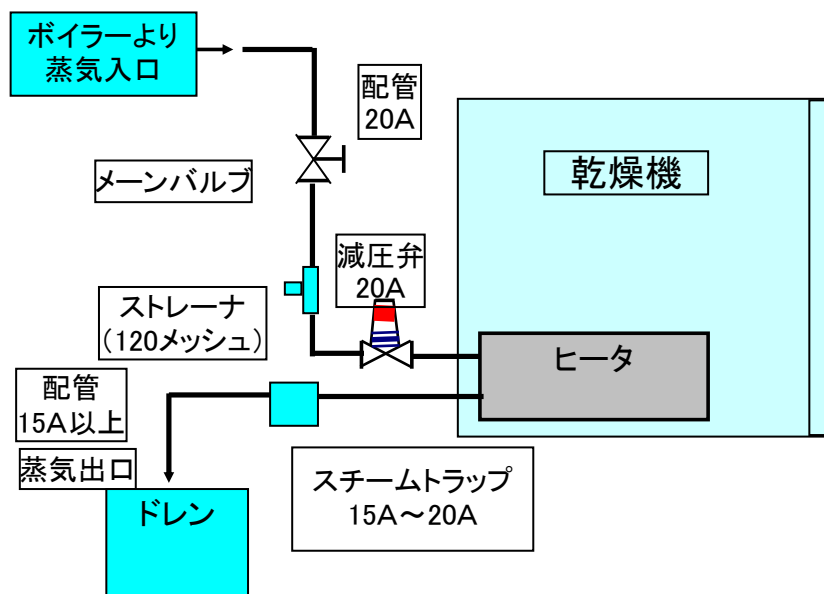 ボイラーより
蒸気入口
配管
20A
メーンバルブ
乾燥機
減圧弁
20A
ストレーナ
（120メッシュ）
ヒータ
配管
15A以上
蒸気出口
ドレン
スチームトラップ
15A～20A